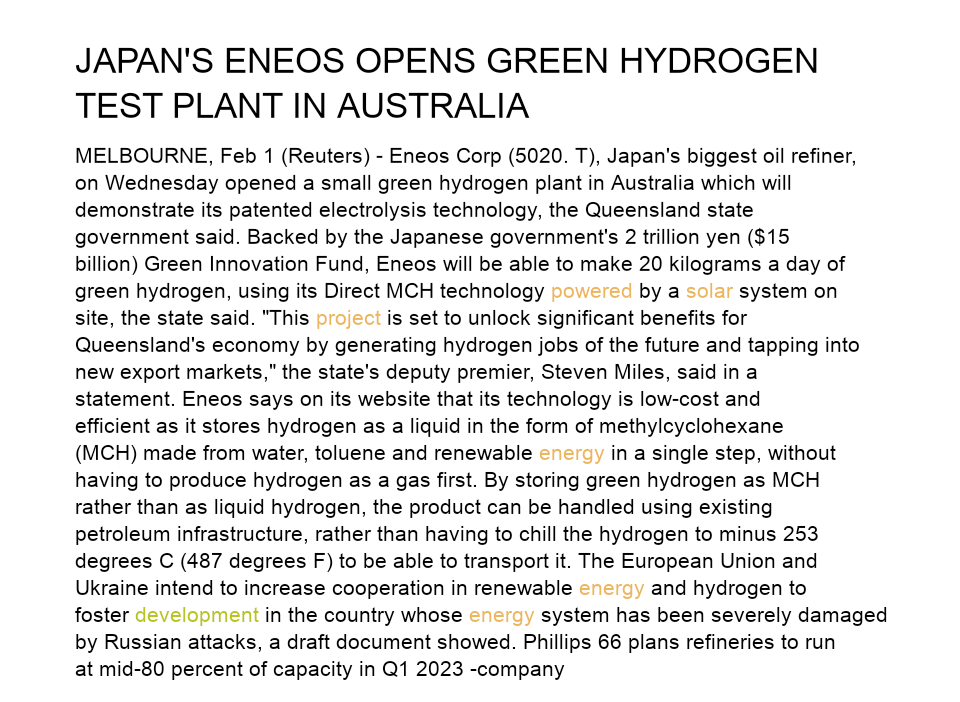 JAPAN'S ENEOS OPENS GREEN HYDROGEN
TEST PLANT IN AUSTRALIA
MELBOURNE, Feb 1 (Reuters) - Eneos Corp (5020. T), Japan's biggest oil refiner,
on Wednesday opened a small green hydrogen plant in Australia which will
demonstrate its patented electrolysis technology, the Queensland state
government said. Backed by the Japanese government's 2 trillion yen ($15
billion) Green Innovation Fund, Eneos will be able to make 20 kilograms a day of
green hydrogen, using its Direct MCH technology powered by a solar system on
site, the state said. "This project is set to unlock significant benefits for
Queensland's economy by generating hydrogen jobs of the future and tapping into
new export markets," the state's deputy premier, Steven Miles, said in a
statement. Eneos says on its website that its technology is low-cost and
efficient as it stores hydrogen as a liquid in the form of methylcyclohexane
(MCH) made from water, toluene and renewable energy in a single step, without
having to produce hydrogen as a gas first. By storing green hydrogen as MCH
rather than as liquid hydrogen, the product can be handled using existing
petroleum infrastructure, rather than having to chill the hydrogen to minus 253
degrees C (487 degrees F) to be able to transport it. The European Union and
Ukraine intend to increase cooperation in renewable energy and hydrogen to
foster development in the country whose energy system has been severely damaged
by Russian attacks, a draft document showed. Phillips 66 plans refineries to run
at mid-80 percent of capacity in Q1 2023 -company